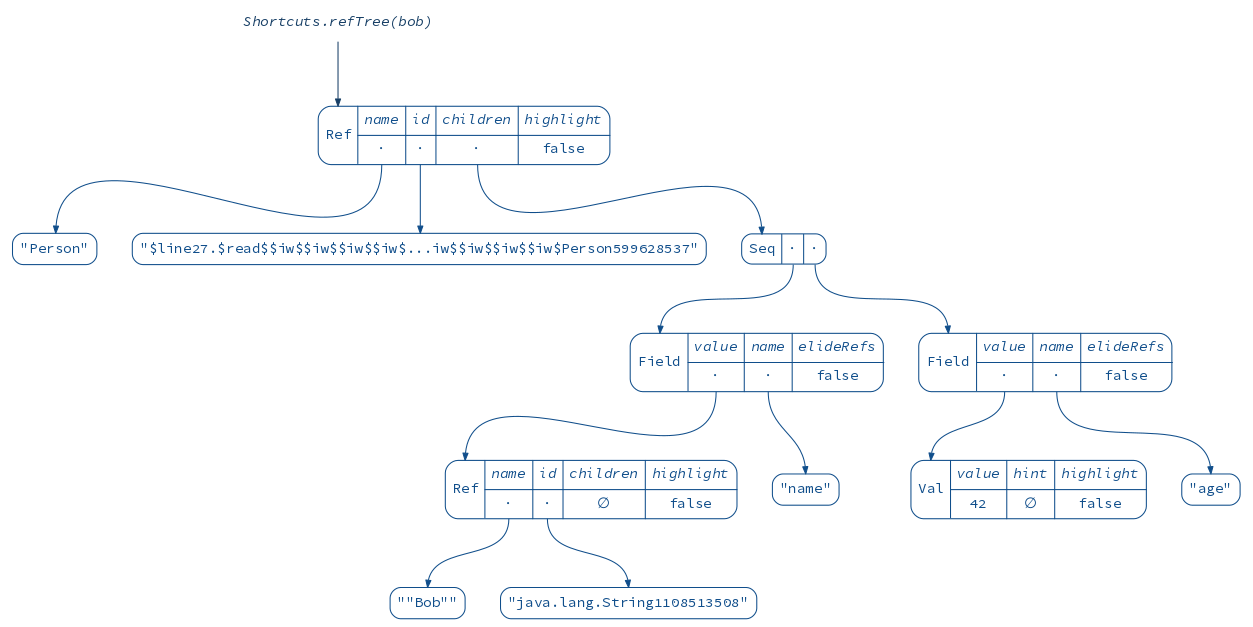 Shortcuts.refTree(bob)
Ref name id children highlight
· · · false
"Person"
"$line27.$read$$iw$$iw$$iw$$iw$...iw$$iw$$iw$$iw$Person599628537"
Seq · ·
Field value name elideRefs
· · false
Field value name elideRefs
· · false
Ref name id children highlight
· · ∅ false
"name"
Val value hint highlight
42 ∅ false
"age"
""Bob""
"java.lang.String1108513508"